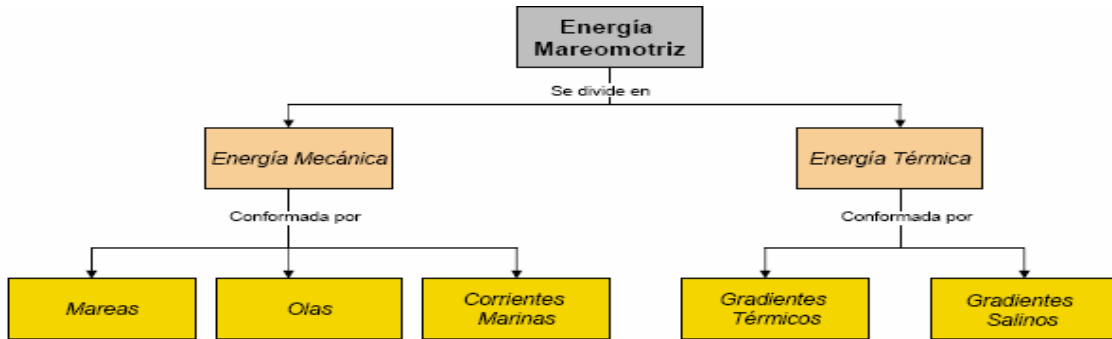 Energía
Mareomotriz
Se divide en
Energía Mecánica
Energía Térmica
Conformada por
Conformada por
Mareas
Olas
Corrientes
Marinas
Gradientes
Térmicos
Gradientes
Salinos